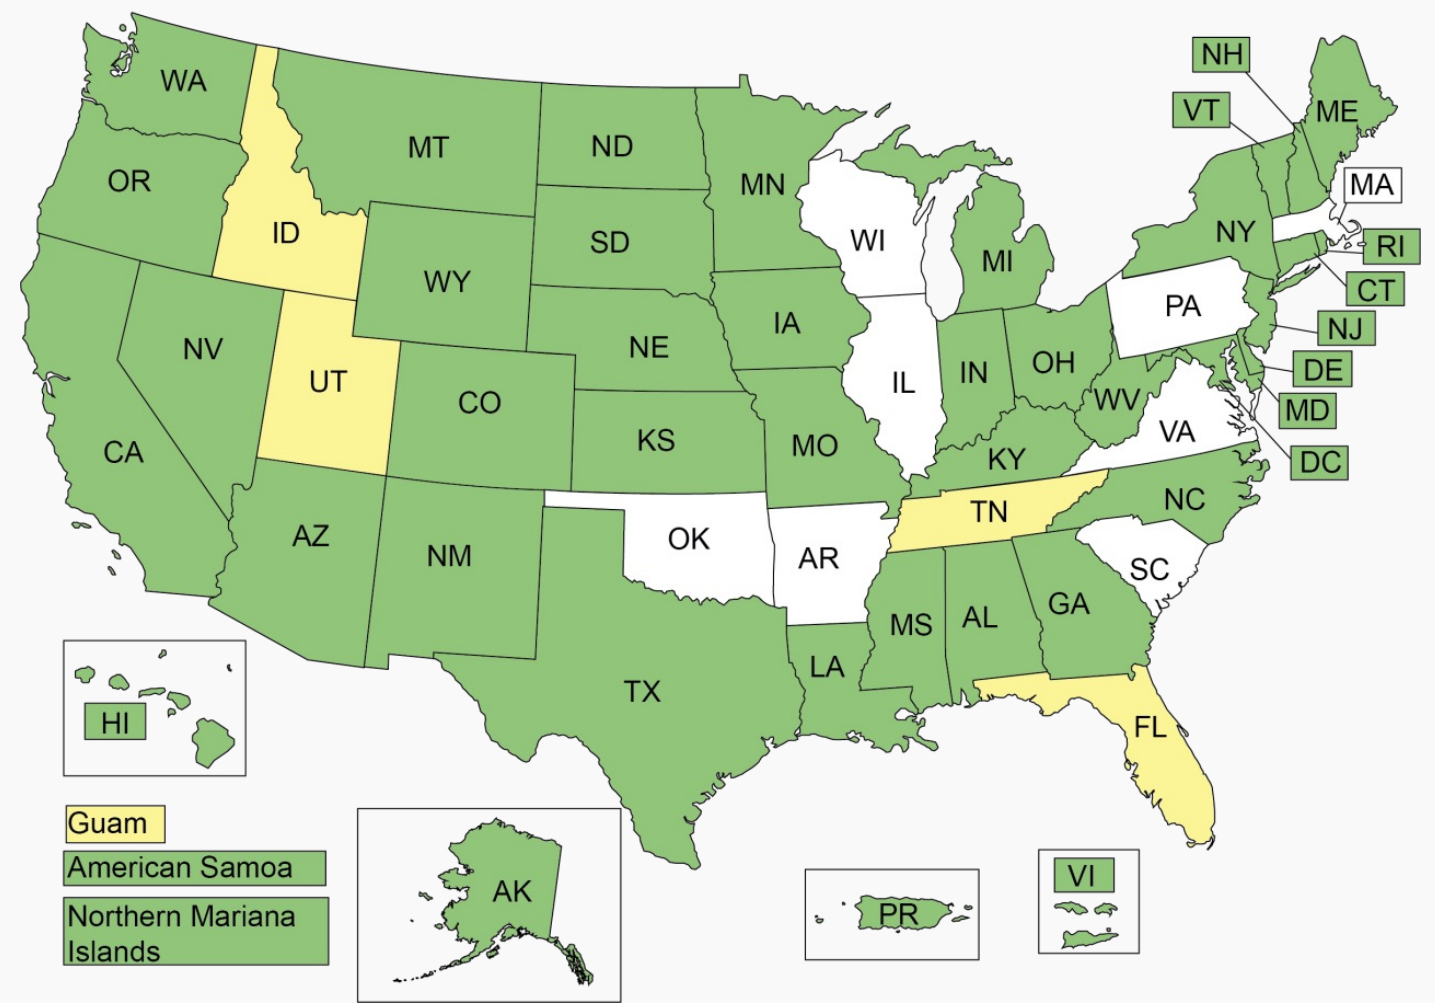 WA
NH
VT
ME
MT
ND
MN
OR
MA
ID
SD
WI
NY
RI
MI
WY
CT
PA
NV
NE
IA
NJ
UT
CO
IL
IN
OH
DE
WV
MD
CA
KS
MO
VA
KY
DC
AZ
NM
OK
AR
TN
NC
SC
MS
AL
GA
LA
TX
HI
FL
Guam
American Samoa
Northern Mariana
Islands
AK
PR
VI